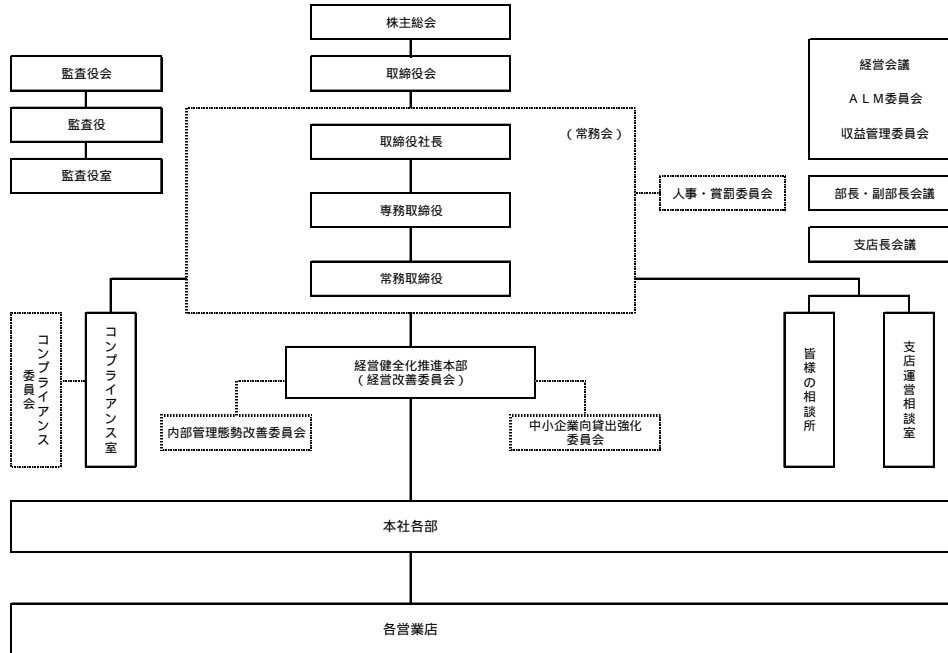 株主総会
取締役会
監査役会
監査役
監査役室
経営会議
ＡＬＭ委員会
収益管理委員会
部長・副部長会議
支店長会議
（常務会）
取締役社長
専務取締役
常務取締役
人事・賞罰委員会
コンプライアンス
委員会
コンプライアンス室
経営健全化推進本部
（経営改善委員会）
内部管理態勢改善委員会
中小企業向貸出強化
委員会
皆様の相談所
支店運営相談室
本社各部
各営業店